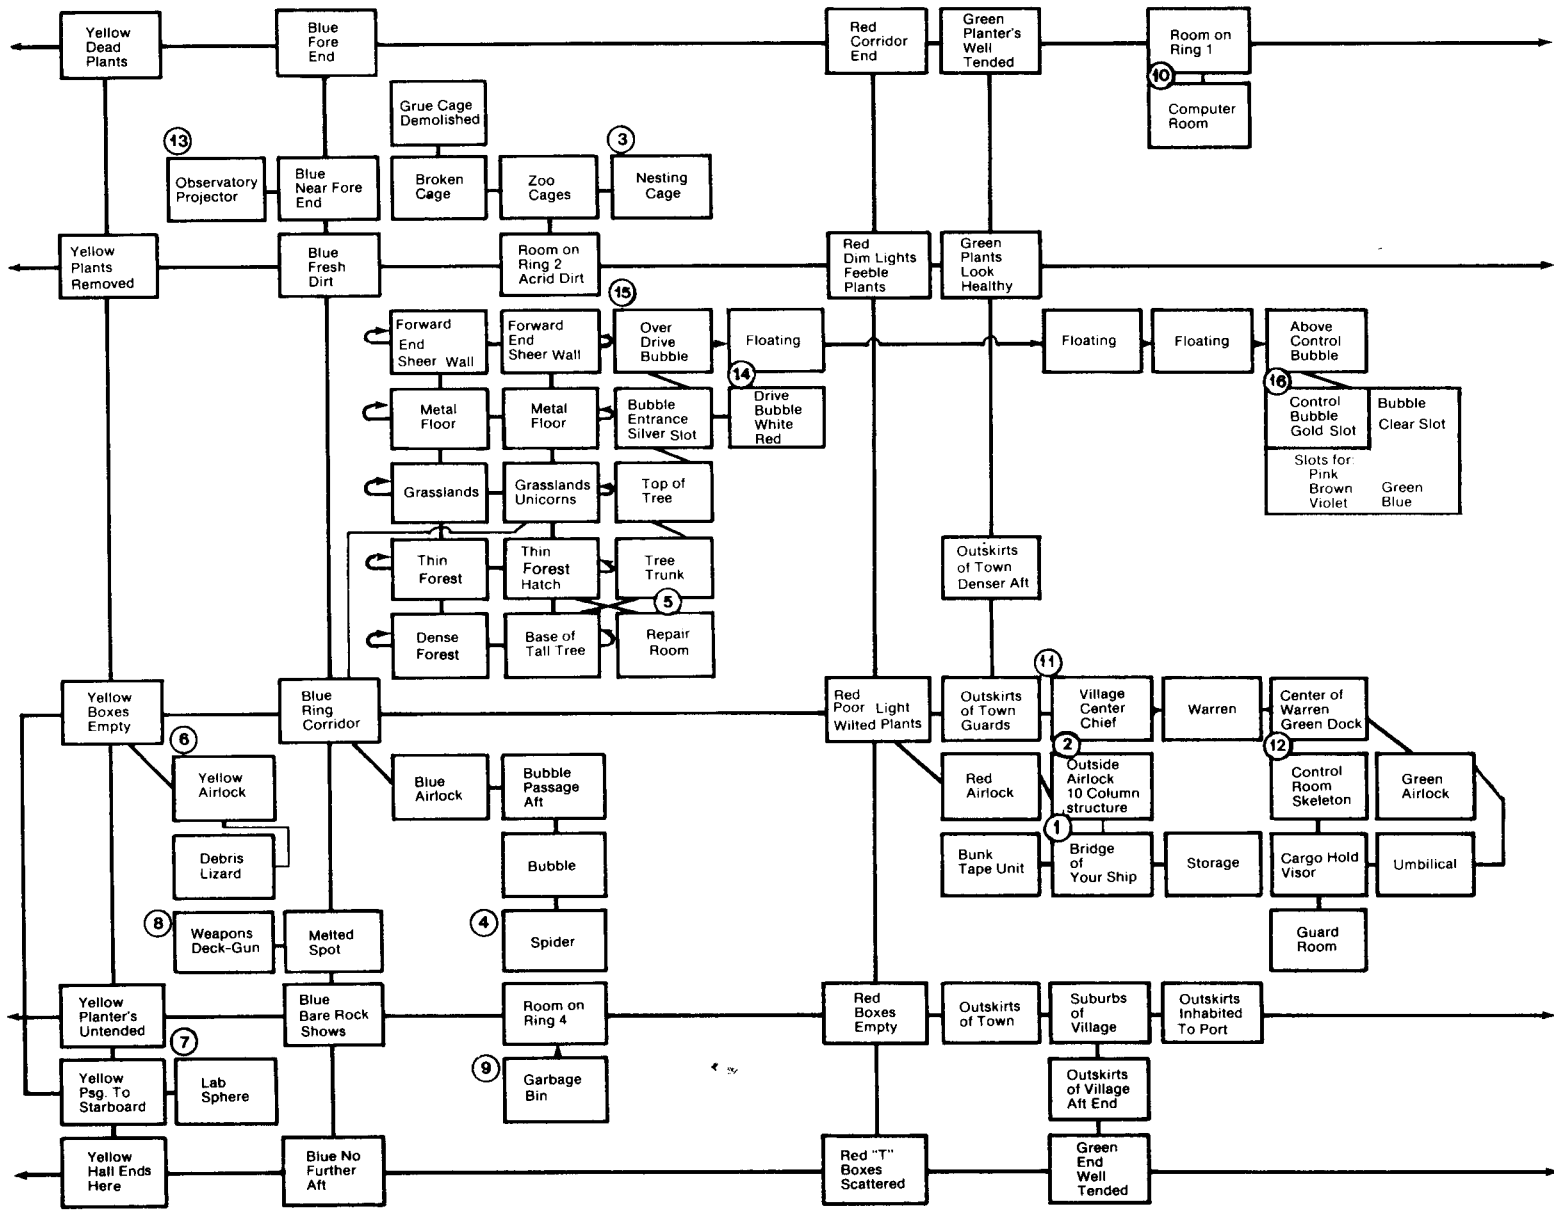 Yellow
Dead
Plants
Blue
Fore
End
Red
Corridor
End
Green
Planter's
Well
Tended
Room on
Ring 1
10
Computer
Room
Grue Cage
Demolished
13
Observatory
Projector
Blue
Near Fore
End
Broken
Cage
Zoo
Cages
3
Nesting
Cage
Yellow
Plants
Removed
Blue
Fresh
Dirt
Room on
Ring 2
Acrid Dirt
Red
Dim Lights
Feeble
Plants
Green
Plants
Look
Healthy
15
Forward
End
Sheer Wall
Forward
End
Sheer Wall
Over
Drive
Bubble
Floating
Floating
Floating
Above
Control
Bubble
14
16
Metal
Floor
Metal
Floor
Bubble
Entrance
Silver Slot
Drive
Bubble
White
Red
Control
Bubble
Gold Slot
Bubble
Clear Slot
Slots for:
Pink
Brown
Violet
Green
Blue
Grasslands
Grasslands
Unicorns
Top of
Tree
Thin
Forest
Thin
Forest
Hatch
Tree
Trunk
Outskirts
of Town
Denser Aft
5
Dense
Forest
Base of
Tall Tree
Repair
Room
Yellow
Boxes
Empty
Blue
Ring
Corridor
Red
Poor Light
Wilted Plants
Outskirts
of Town
Guards
11
Village
Center
Chief
Warren
Center of
Warren
Green Dock
6
Yellow
Airlock
Blue
Airlock
Bubble
Passage
Aft
Red
Airlock
2
Outside
Airlock
10 Column
structure
12
Control
Room
Skeleton
Green
Airlock
Debris
Lizard
Bubble
Bunk
Tape Unit
1
Bridge
of
Your Ship
Storage
Cargo Hold
Visor
Umbilical
8
Weapons
Deck-Gun
Melted
Spot
4
Spider
Guard
Room
Yellow
Planter's
Untended
Blue
Bare Rock
Shows
Room on
Ring 4
Red
Boxes
Empty
Outskirts
of Town
Suburbs
of
Village
Outskirts
Inhabited
To Port
7
Yellow
Psg. To
Starboard
Lab
Sphere
9
Garbage
Bin
Outskirts
of Village
Aft End
Yellow
Hall Ends
Here
Blue No
Further
Aft
Red "T"
Boxes
Scattered
Green
End
Well
Tended